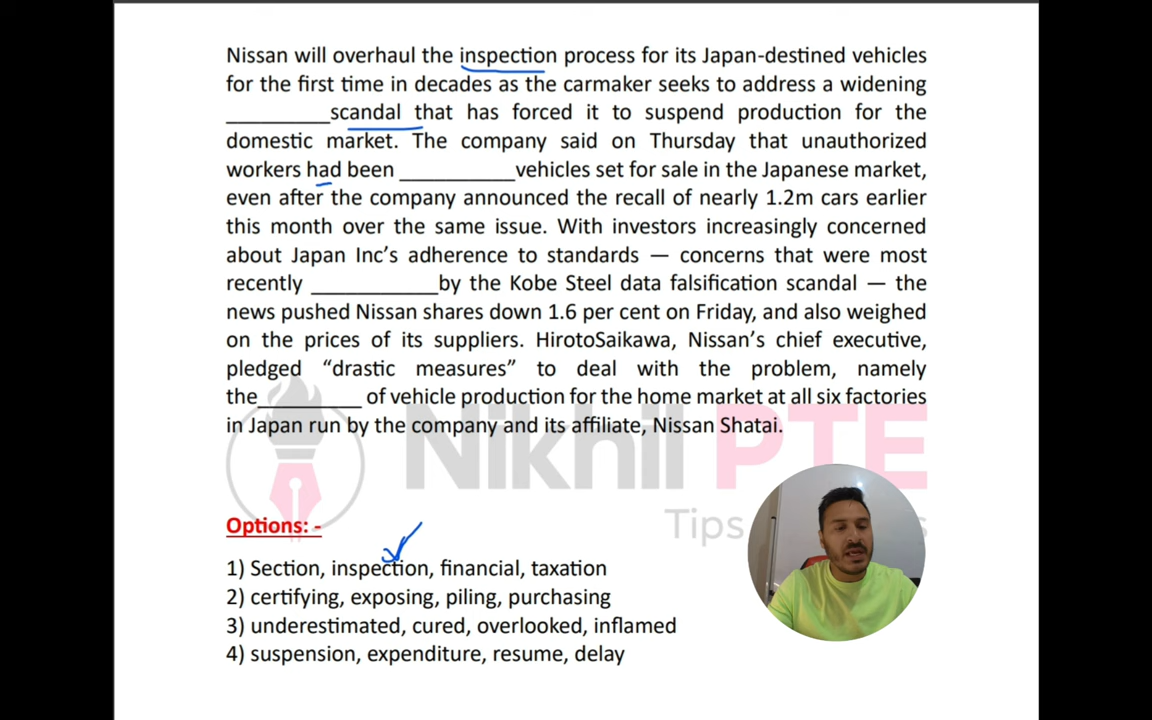 Nissan will overhaul the inspection process for its Japan-destined vehicles
for the first time in decades as the carmaker seeks to address a widening
_________scandal that has forced it to suspend production for the
domestic market. The company said on Thursday that unauthorized
workers had been __________vehicles set for sale in the Japanese market,
even after the company announced the recall of nearly 1.2m cars earlier
this month over the same issue. With investors increasingly concerned
about Japan Inc’s adherence to standards — concerns that were most
recently ___________by the Kobe Steel data falsification scandal — the
news pushed Nissan shares down 1.6 per cent on Friday, and also weighed
on the prices of its suppliers. HirotoSaikawa, Nissan’s chief executive,
pledged “drastic measures” to deal with the problem, namely
the_________ of vehicle production for the home market at all six factories
in Japan run by the company and its affiliate, Nissan Shatai.
Nikhil PTE
Tips
Options: -
1) Section, inspection, financial, taxation
2) certifying, exposing, piling, purchasing
3) underestimated, cured, overlooked, inflamed
4) suspension, expenditure, resume, delay